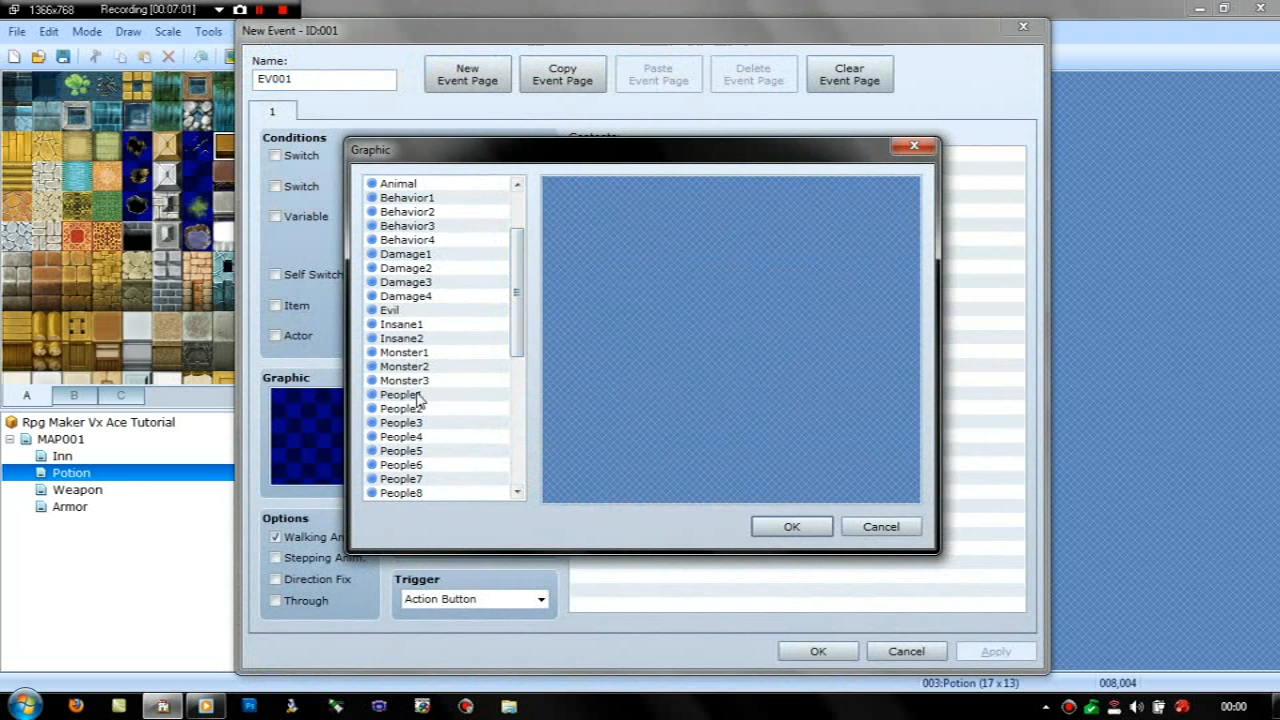 1366x768 Recording [00:07:01]
File Edit Mode Draw Scale Tools
New Event - ID:001
Name:
EV001
New Event Page
Copy Event Page
Paste Event Page
Delete Event Page
Clear Event Page
1
Conditions
Switch
Switch
Variable
Self Switch
Item
Actor
Graphic
Animal
Behavior1
Behavior2
Behavior3
Behavior4
Damage1
Damage2
Damage3
Damage4
Evil
Insane1
Insane2
Monster1
Monster2
Monster3
People1
People2
People3
People4
People5
People6
People7
People8
OK Cancel
Graphic
A B C
Rpg Maker Vx Ace Tutorial
MAP001
Inn
Potion
Weapon
Armor
Options
Walking An
Stepping Anim.
Direction Fix
Through
Trigger
Action Button
OK Cancel Apply
003:Potion (17 x 13) 008,004
00:00